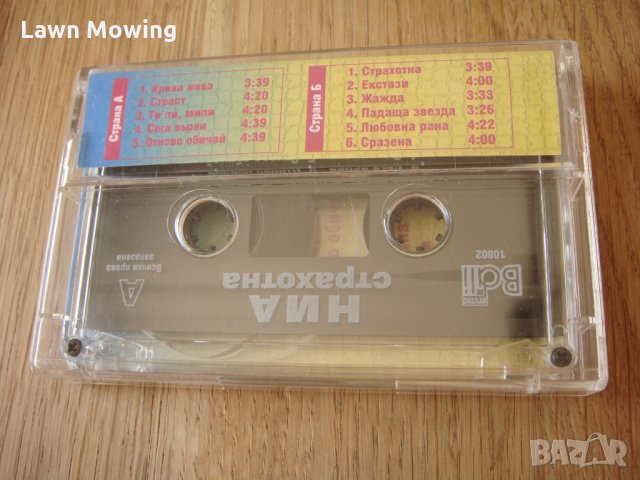 Lawn Mowing
Страна А
1. Крива нива 3:39
2. Страст 4:20
3. Ти ли, мили 4:20
4. Сега върви 4:39
5. Отново обичай 4:39
Страна Б
1. Страхотна 3:39
2. Екстази 4:00
3. Жажда 3:33
4. Падаща звезда 3:26
5. Любовна рана 4:22
6. Сразена 4:00
НИА
страхотна
А
Всички права
запазени
STUDIO
10802
BAZAR